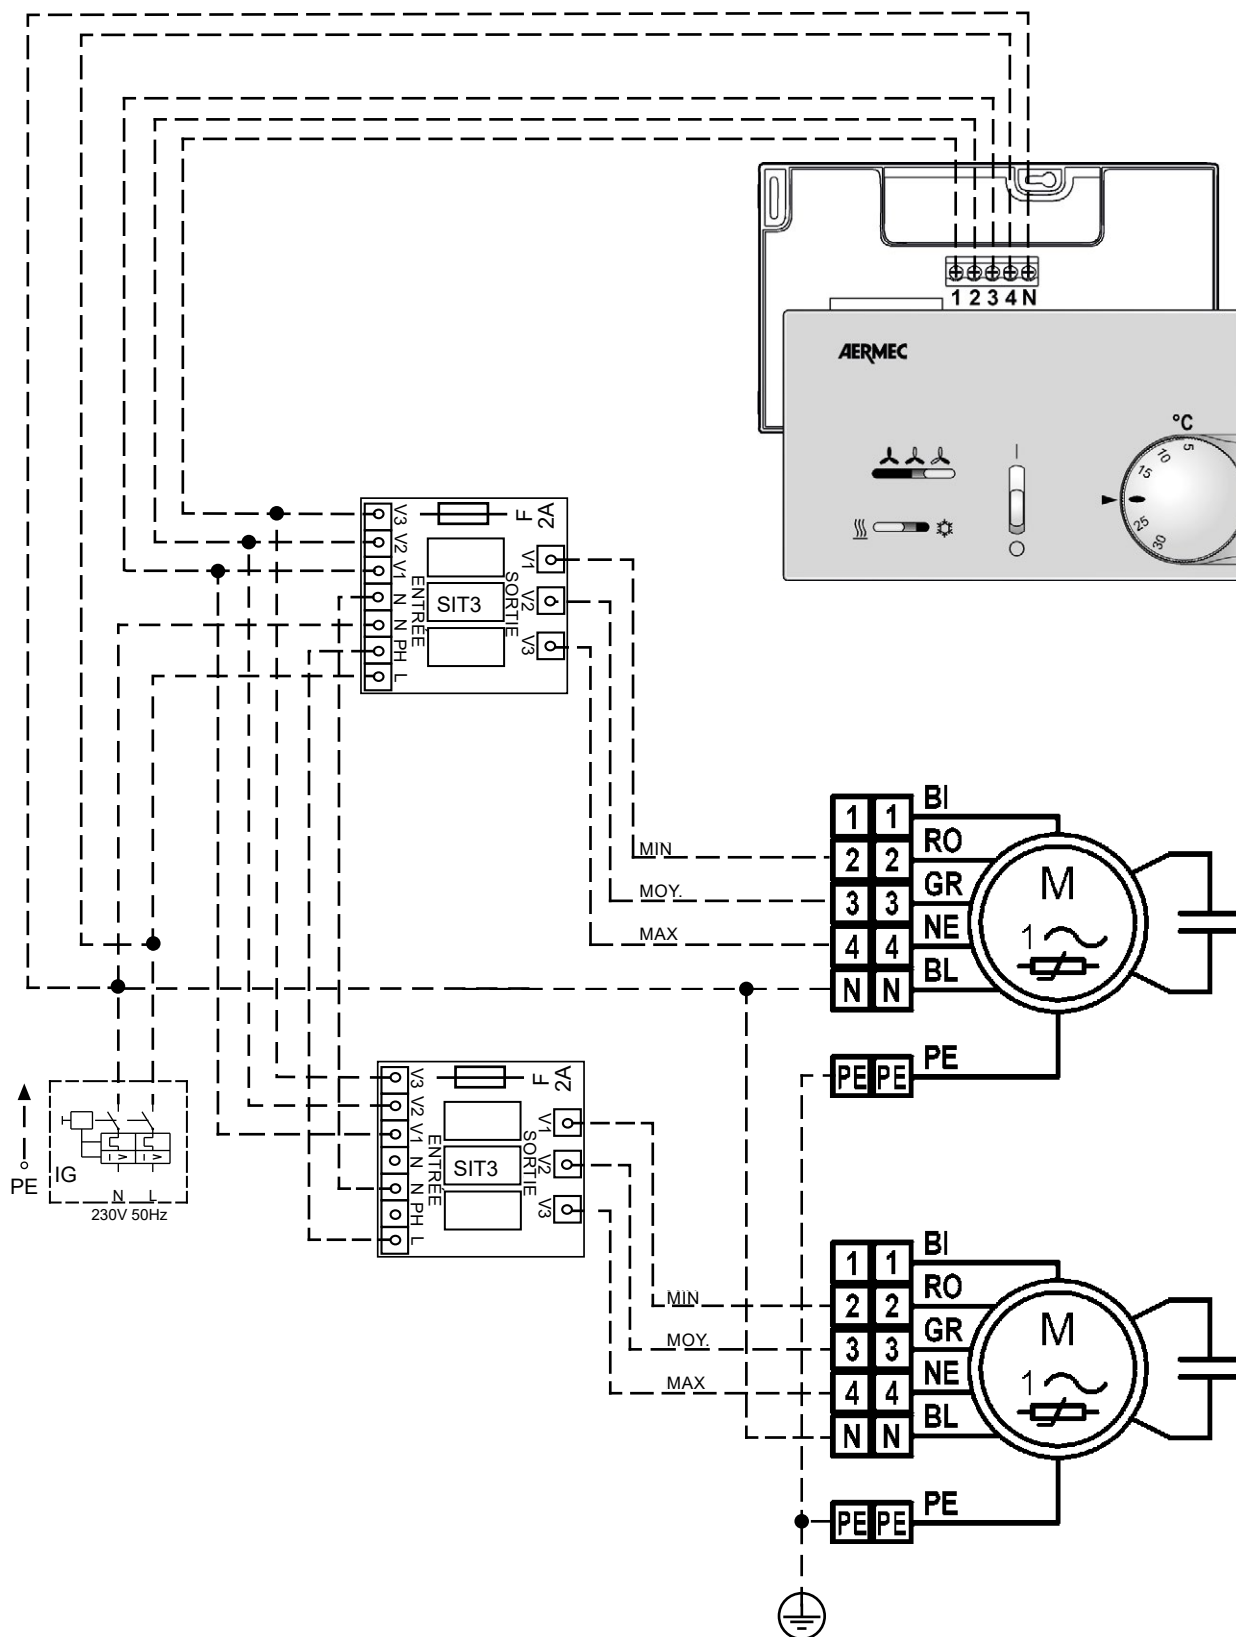 1 2 3 4 N
AERMEC
°C
5
10
15
25
30
V3
V2
V1
N
N
PH
L
ENTRÉE
SIT3
SORTIE
F
2A
V1
V2
V3
MIN
MOY.
MAX
1 1 BI
2 2 RO
3 3 GR
4 4 NE
N N BL
PE PE PE
M
1
PE
IG
N L
230V 50Hz
V3
V2
V1
N
N
PH
L
ENTRÉE
SIT3
SORTIE
F
2A
V1
V2
V3
MIN
MOY.
MAX
1 1 BI
2 2 RO
3 3 GR
4 4 NE
N N BL
PE PE PE
M
1